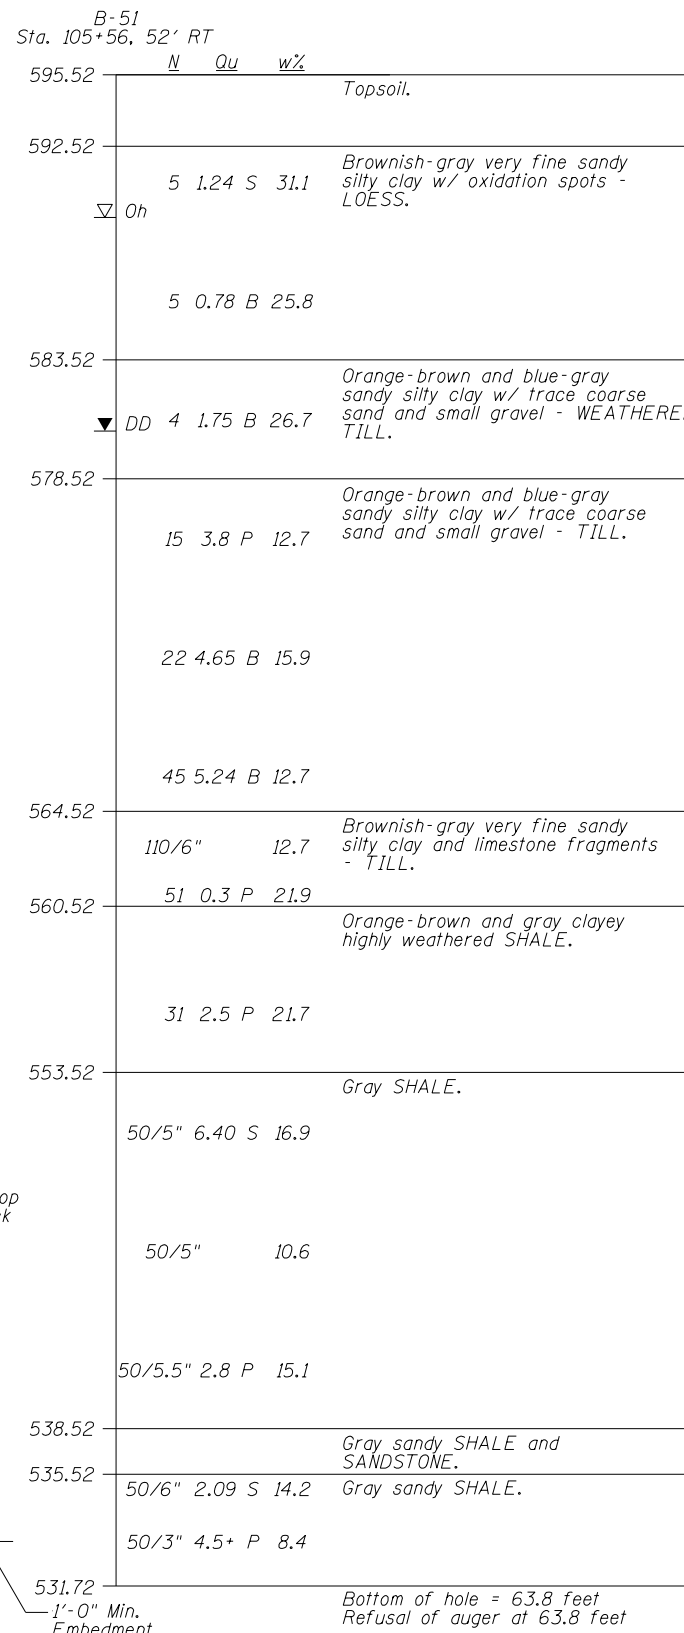 B-51
Sta. 105+56, 52' RT
N Qu w%
595.52
Topsoil.
592.52
Brownish-gray very fine sandy
5 1.24 S 31.1 silty clay w/ oxidation spots -
LOESS.
0h
5 0.78 B 25.8
583.52
Orange-brown and blue-gray
sandy silty clay w/ trace coarse
DD 4 1.75 B 26.7 sand and small gravel - WEATHERE
TILL.
578.52
Orange-brown and blue-gray
sandy silty clay w/ trace coarse
15 3.8 P 12.7 sand and small gravel - TILL.
22 4.65 B 15.9
45 5.24 B 12.7
564.52
Brownish-gray very fine sandy
110/6" 12.7 silty clay and limestone fragments
- TILL.
51 0.3 P 21.9
560.52
Orange-brown and gray clayey
highly weathered SHALE.
31 2.5 P 21.7
553.52
Gray SHALE.
50/5" 6.40 S 16.9
op
k
50/5" 10.6
50/5.5" 2.8 P 15.1
538.52
Gray sandy SHALE and
SANDSTONE.
535.52
50/6" 2.09 S 14.2 Gray sandy SHALE.
50/3" 4.5+ P 8.4
531.72
Bottom of hole = 63.8 feet
1'-0" Min.
Refusal of auger at 63.8 feet
Embedment